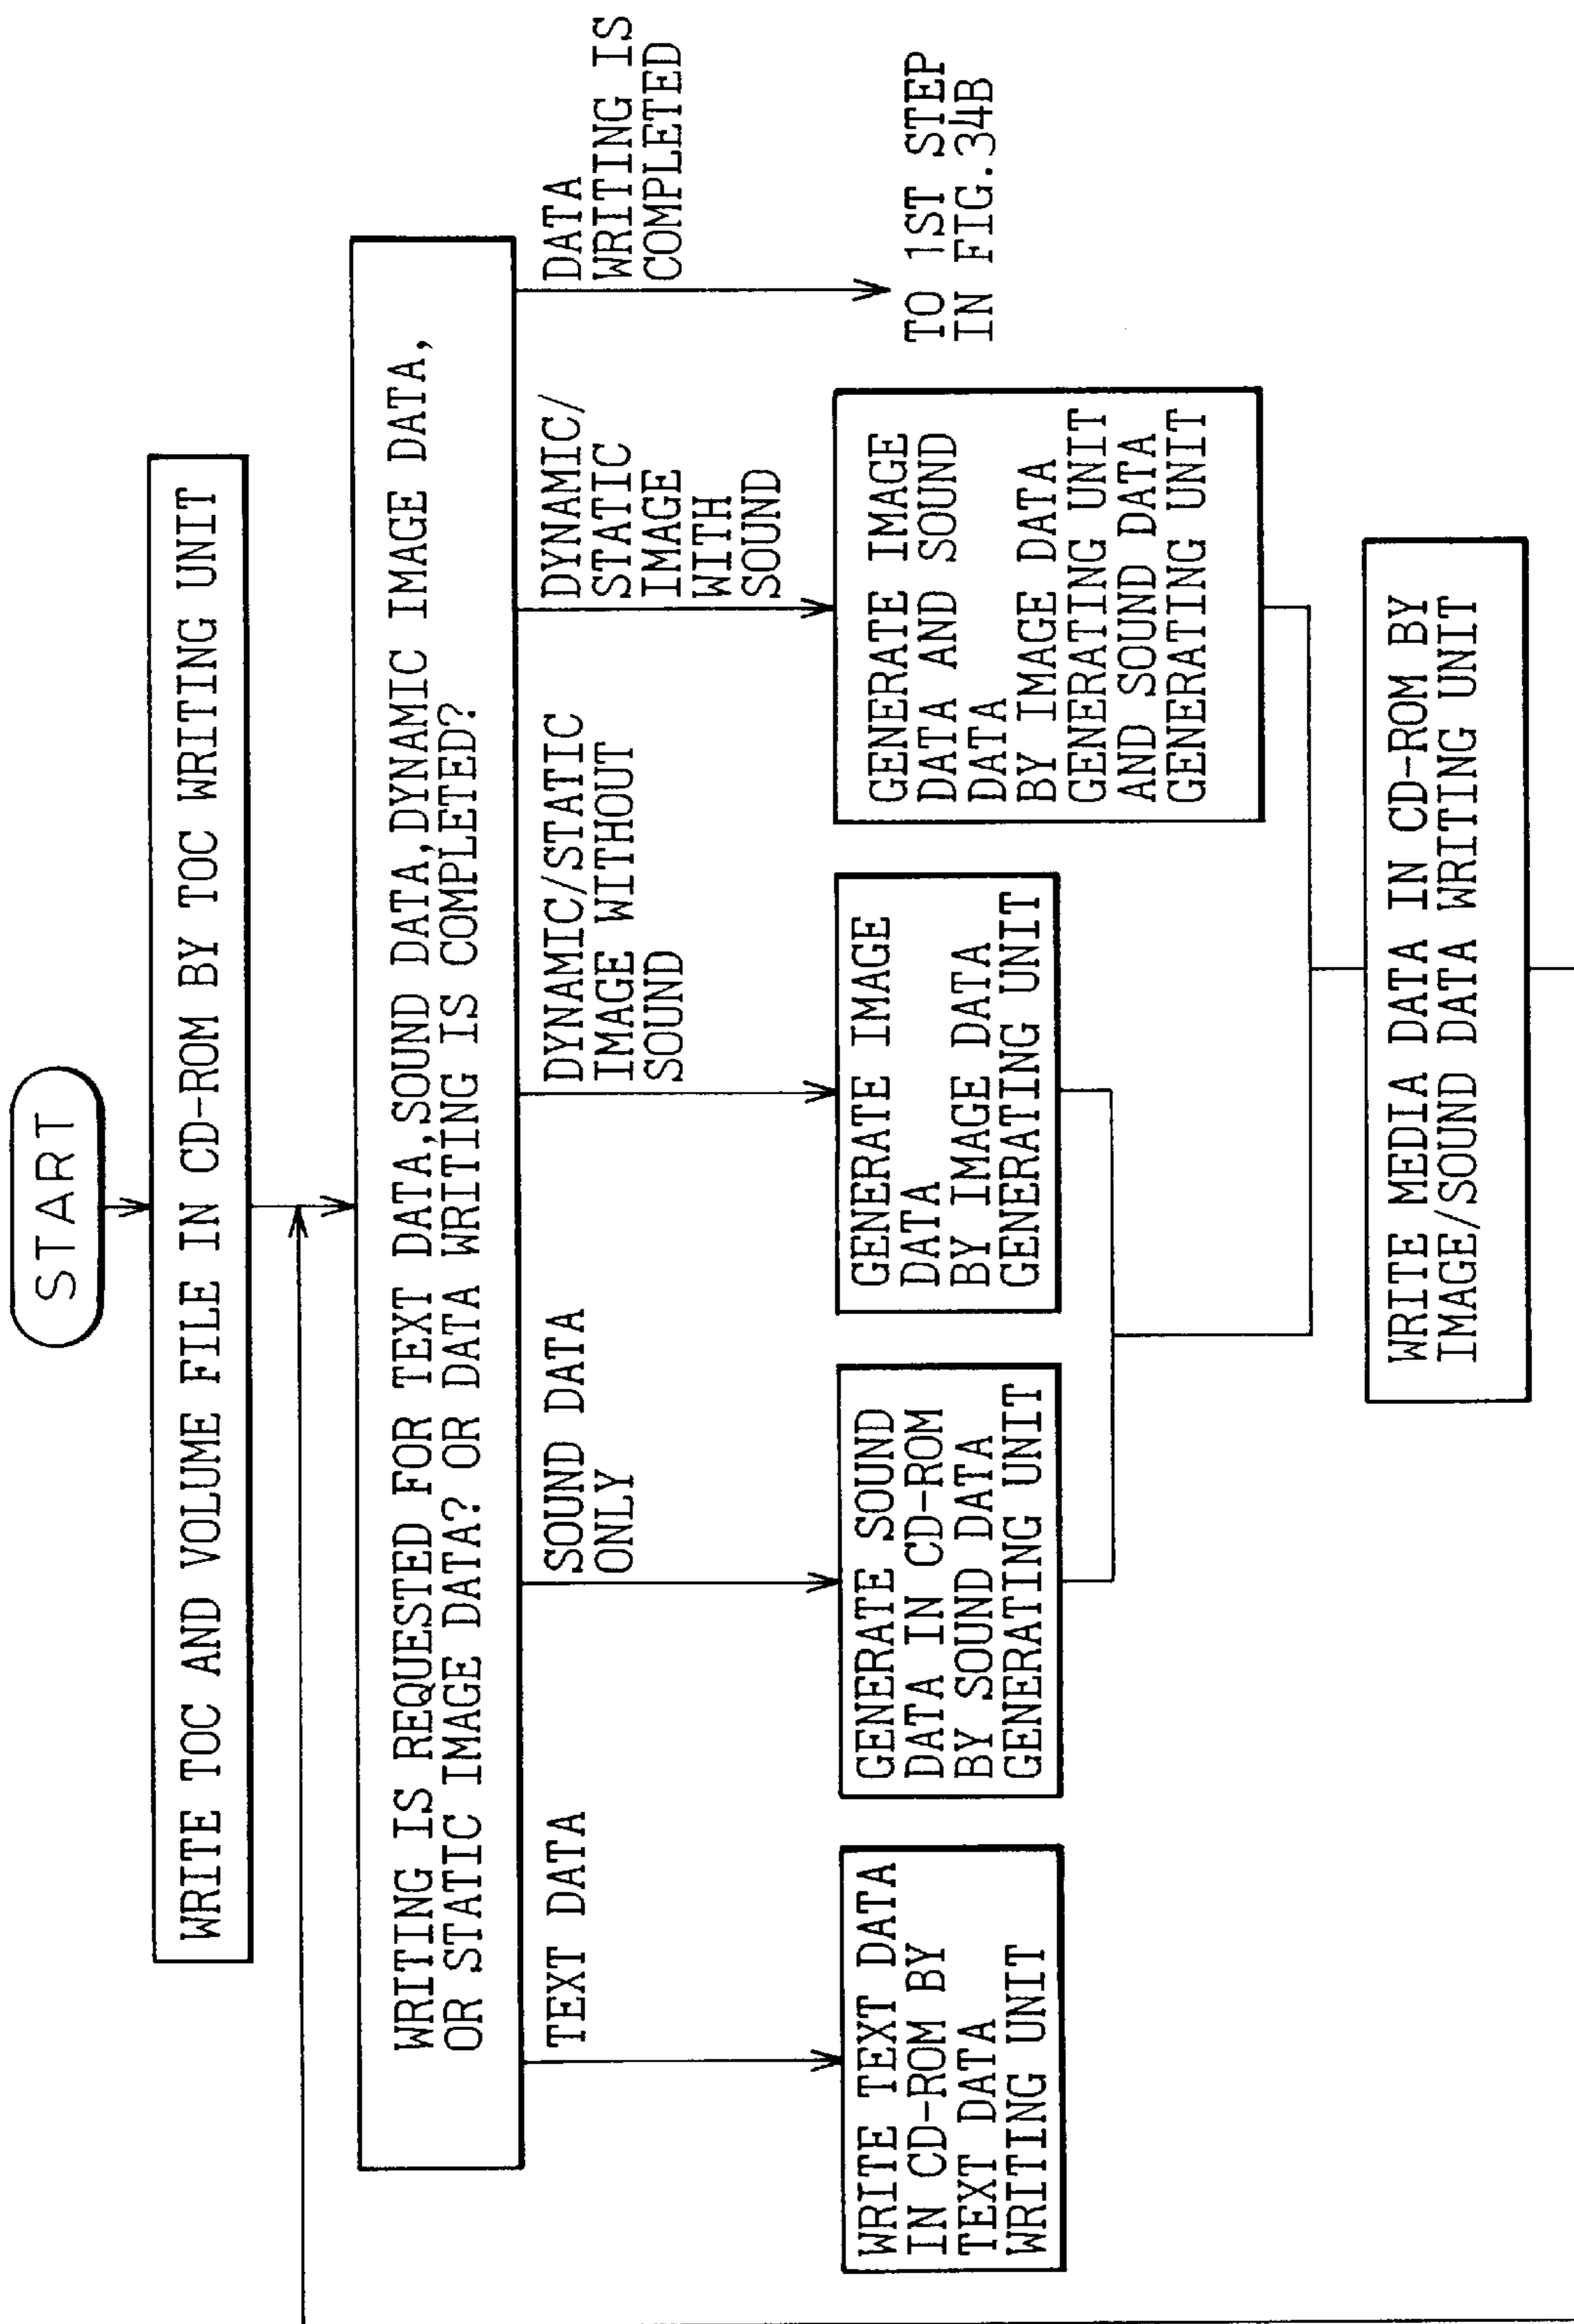 START
WRITE TOC AND VOLUME FILE IN CD-ROM BY TOC WRITING UNIT
WRITING IS REQUESTED FOR TEXT DATA,SOUND DATA,DYNAMIC IMAGE DATA,
OR STATIC IMAGE DATA? OR DATA WRITING IS COMPLETED?
TEXT DATA
SOUND DATA
ONLY
DYNAMIC/STATIC
IMAGE WITHOUT
SOUND
DYNAMIC/
STATIC
IMAGE
WITH
SOUND
DATA
WRITING IS
COMPLETED
WRITE TEXT DATA
IN CD-ROM BY
TEXT DATA
WRITING UNIT
GENERATE SOUND
DATA IN CD-ROM
BY SOUND DATA
GENERATING UNIT
GENERATE IMAGE
DATA
BY IMAGE DATA
GENERATING UNIT
GENERATE IMAGE
DATA AND SOUND
DATA
BY IMAGE DATA
GENERATING UNIT
AND SOUND DATA
GENERATING UNIT
TO 1ST STEP
IN FIG.34B
WRITE MEDIA DATA IN CD-ROM BY
IMAGE/SOUND DATA WRITING UNIT